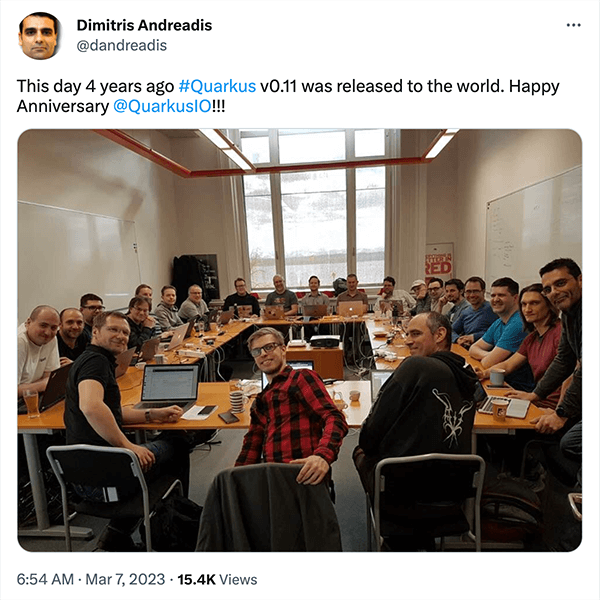 Dimitris Andreadis
@dandreadis
This day 4 years ago #Quarkus v0.11 was released to the world. Happy
Anniversary @QuarkusIO!!!
RED
6:54 AM · Mar 7, 2023 · 15.4K Views